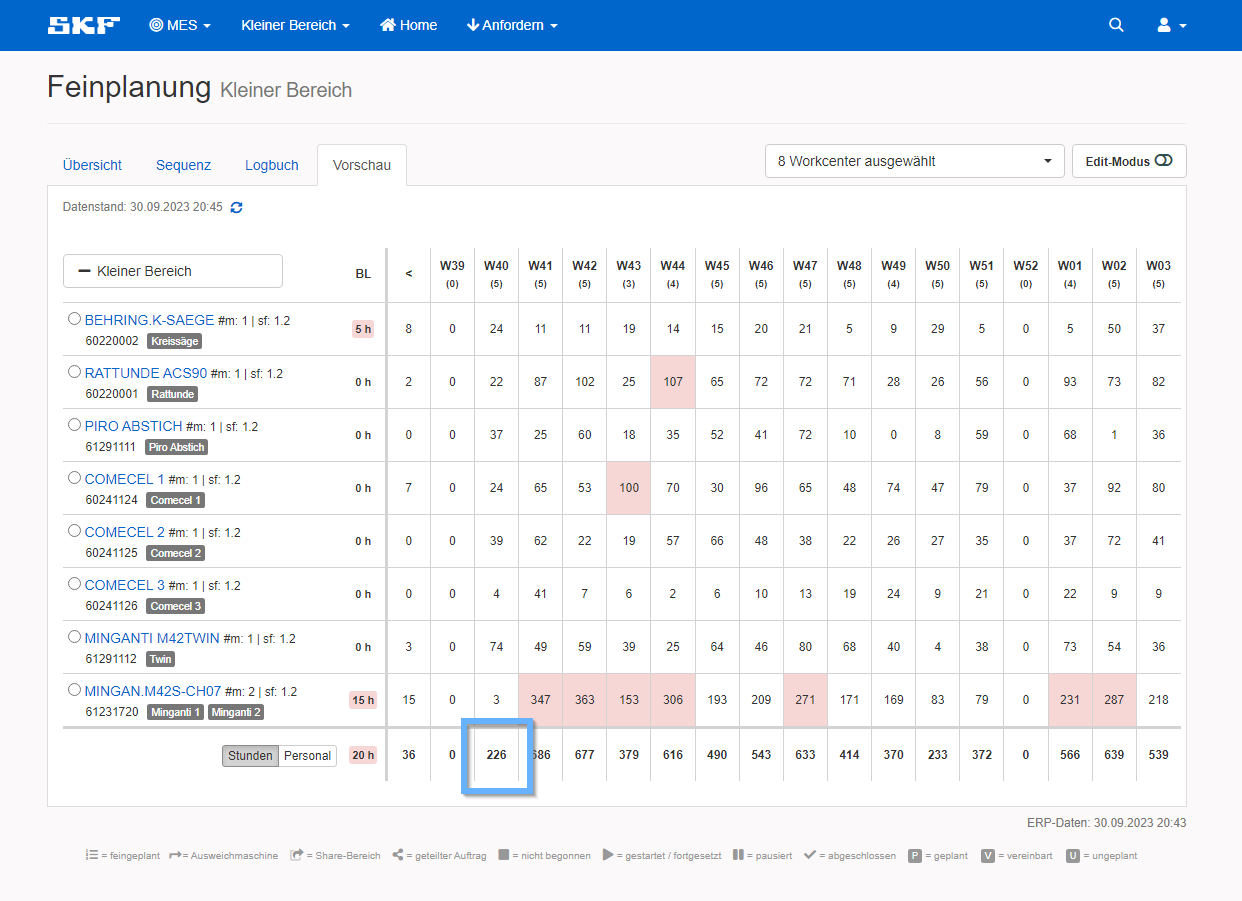 SKF MES Kleiner Bereich Home Anfordern
Feinplanung Kleiner Bereich
Übersicht Sequenz Logbuch Vorschau 8 Workcenter ausgewählt Edit-Modus
Datenstand: 30.09.2023 20:45
Kleiner Bereich BL < W39 W40 W41 W42 W43 W44 W45 W46 W47 W48 W49 W50 W51 W52 W01 W02 W03
(0) (5) (5) (5) (3) (4) (5) (5) (5) (5) (4) (5) (5) (0) (4) (5) (5)
BEHRING.K-SAEGE #m: 1 | sf: 1.2 5 h 8 0 24 11 11 19 14 15 20 21 5 9 29 5 0 5 50 37
60220002 Kreissäge
RATTUNDE ACS90 #m: 1 | sf: 1.2 0 h 2 0 22 87 102 25 107 65 72 72 71 28 26 56 0 93 73 82
60220001 Rattunde
PIRO ABSTICH #m: 1 | sf: 1.2 0 h 0 0 37 25 60 18 35 52 41 72 10 0 8 59 0 68 1 36
61291111 Piro Abstich
COMECEL 1 #m: 1 | sf: 1.2 0 h 7 0 24 65 53 100 70 30 96 65 48 74 47 79 0 37 92 80
60241124 Comecel 1
COMECEL 2 #m: 1 | sf: 1.2 0 h 0 0 39 62 22 19 57 66 48 38 22 26 27 35 0 37 72 41
60241125 Comecel 2
COMECEL 3 #m: 1 | sf: 1.2 0 h 0 0 4 41 7 6 2 6 10 13 19 24 9 21 0 22 9 9
60241126 Comecel 3
MINGANTI M42TWIN #m: 1 | sf: 1.2 0 h 3 0 74 49 59 39 25 64 46 80 68 40 4 38 0 73 54 36
61291112 Twin
MINGAN.M42S-CH07 #m: 2 | sf: 1.2 15 h 15 0 3 347 363 153 306 193 209 271 171 169 83 79 0 231 287 218
61231720 Minganti 1 Minganti 2
Stunden Personal 20 h 36 0 226 686 677 379 616 490 543 633 414 370 233 372 0 566 639 539
ERP-Daten: 30.09.2023 20:43
= feingeplant = Ausweichmaschine = Share-Bereich = geteilter Auftrag = nicht begonnen = gestartet / fortgesetzt = pausiert = abgeschlossen P = geplant V = vereinbart U = ungeplant